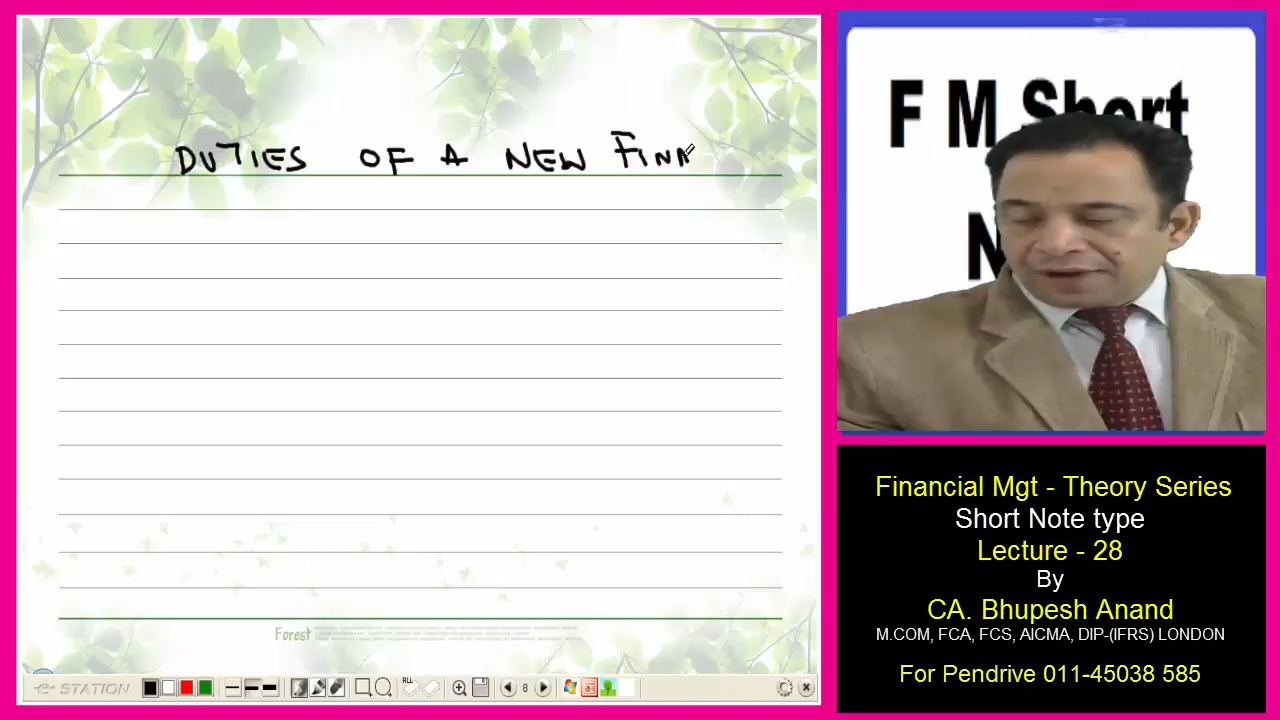 DUTIES OF A NEW FINA
F M Short
N
Financial Mgt - Theory Series
Short Note type
Lecture - 28
By
CA. Bhupesh Anand
M.COM, FCA, FCS, AICMA, DIP-(IFRS) LONDON
For Pendrive 011-45038 585
Forest
e-STATION
ALL
8